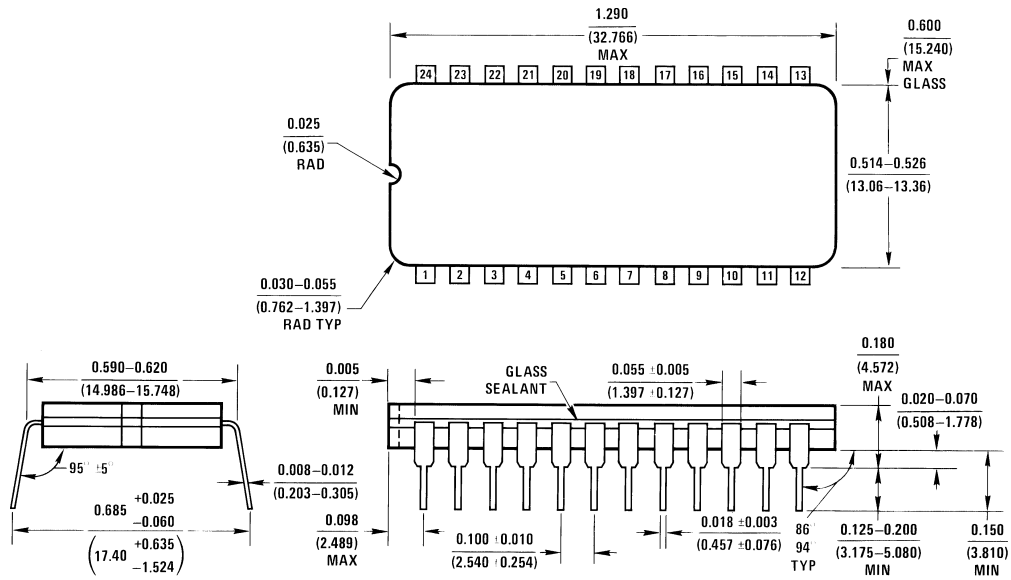 1.290
(32.766)
MAX
0.600
(15.240)
MAX
GLASS
24 23 22 21 20 19 18 17 16 15 14 13
0.025
(0.635)
RAD
0.514–0.526
(13.06–13.36)
1 2 3 4 5 6 7 8 9 10 11 12
0.030–0.055
(0.762–1.397)
RAD TYP
0.590–0.620
(14.986–15.748)
95° ±5°
0.008–0.012
(0.203–0.305)
0.685 +0.025
−0.060
(17.40 +0.635
−1.524)
0.005
(0.127)
MIN
GLASS
SEALANT
0.055 ±0.005
(1.397 ±0.127)
0.180
(4.572)
MAX
0.020–0.070
(0.508–1.778)
0.098
(2.489)
MAX
0.100 ±0.010
(2.540 ±0.254)
0.018 ±0.003
(0.457 ±0.076)
86°
94°
TYP
0.125–0.200
(3.175–5.080)
MIN
0.150
(3.810)
MIN